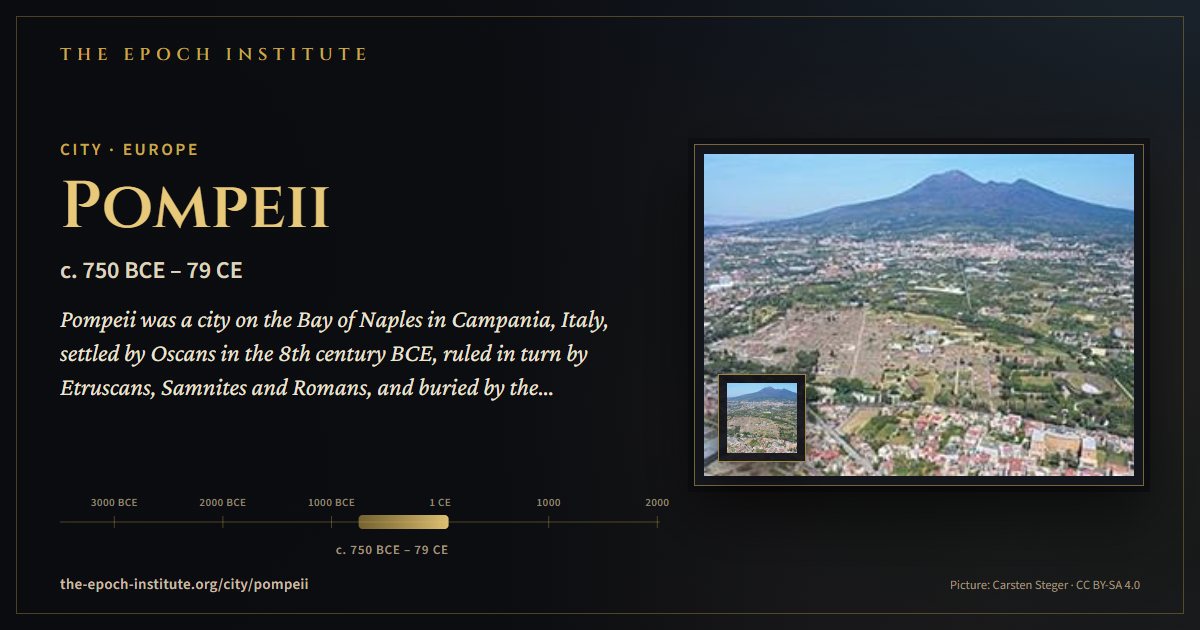 THE EPOCH INSTITUTE
CITY · EUROPE
POMPEII
c. 750 BCE – 79 CE
Pompeii was a city on the Bay of Naples in Campania, Italy,
settled by Oscans in the 8th century BCE, ruled in turn by
Etruscans, Samnites and Romans, and buried by the...
3000 BCE 2000 BCE 1000 BCE 1 CE 1000 2000
c. 750 BCE – 79 CE
the-epoch-institute.org/city/pompeii
Picture: Carsten Steger · CC BY-SA 4.0